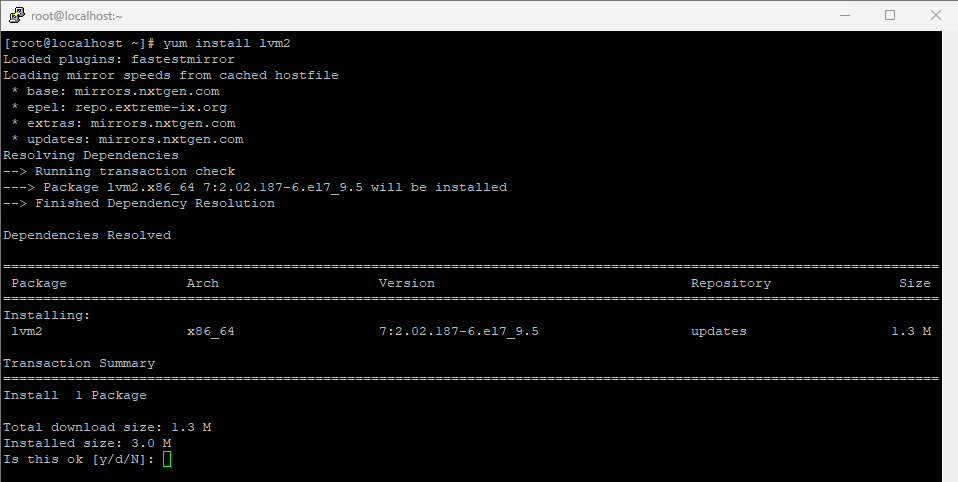 root@localhost:~
[root@localhost ~]# yum install lvm2
Loaded plugins: fastestmirror
Loading mirror speeds from cached hostfile
 * base: mirrors.nxtgen.com
 * epel: repo.extreme-ix.org
 * extras: mirrors.nxtgen.com
 * updates: mirrors.nxtgen.com
Resolving Dependencies
--> Running transaction check
---> Package lvm2.x86_64 7:2.02.187-6.el7_9.5 will be installed
--> Finished Dependency Resolution

Dependencies Resolved

=====================================================================================================================
 Package               Arch                    Version                                Repository                Size
=====================================================================================================================
Installing:
 lvm2                  x86_64                  7:2.02.187-6.el7_9.5                   updates                  1.3 M

Transaction Summary
=====================================================================================================================
Install  1 Package

Total download size: 1.3 M
Installed size: 3.0 M
Is this ok [y/d/N]: